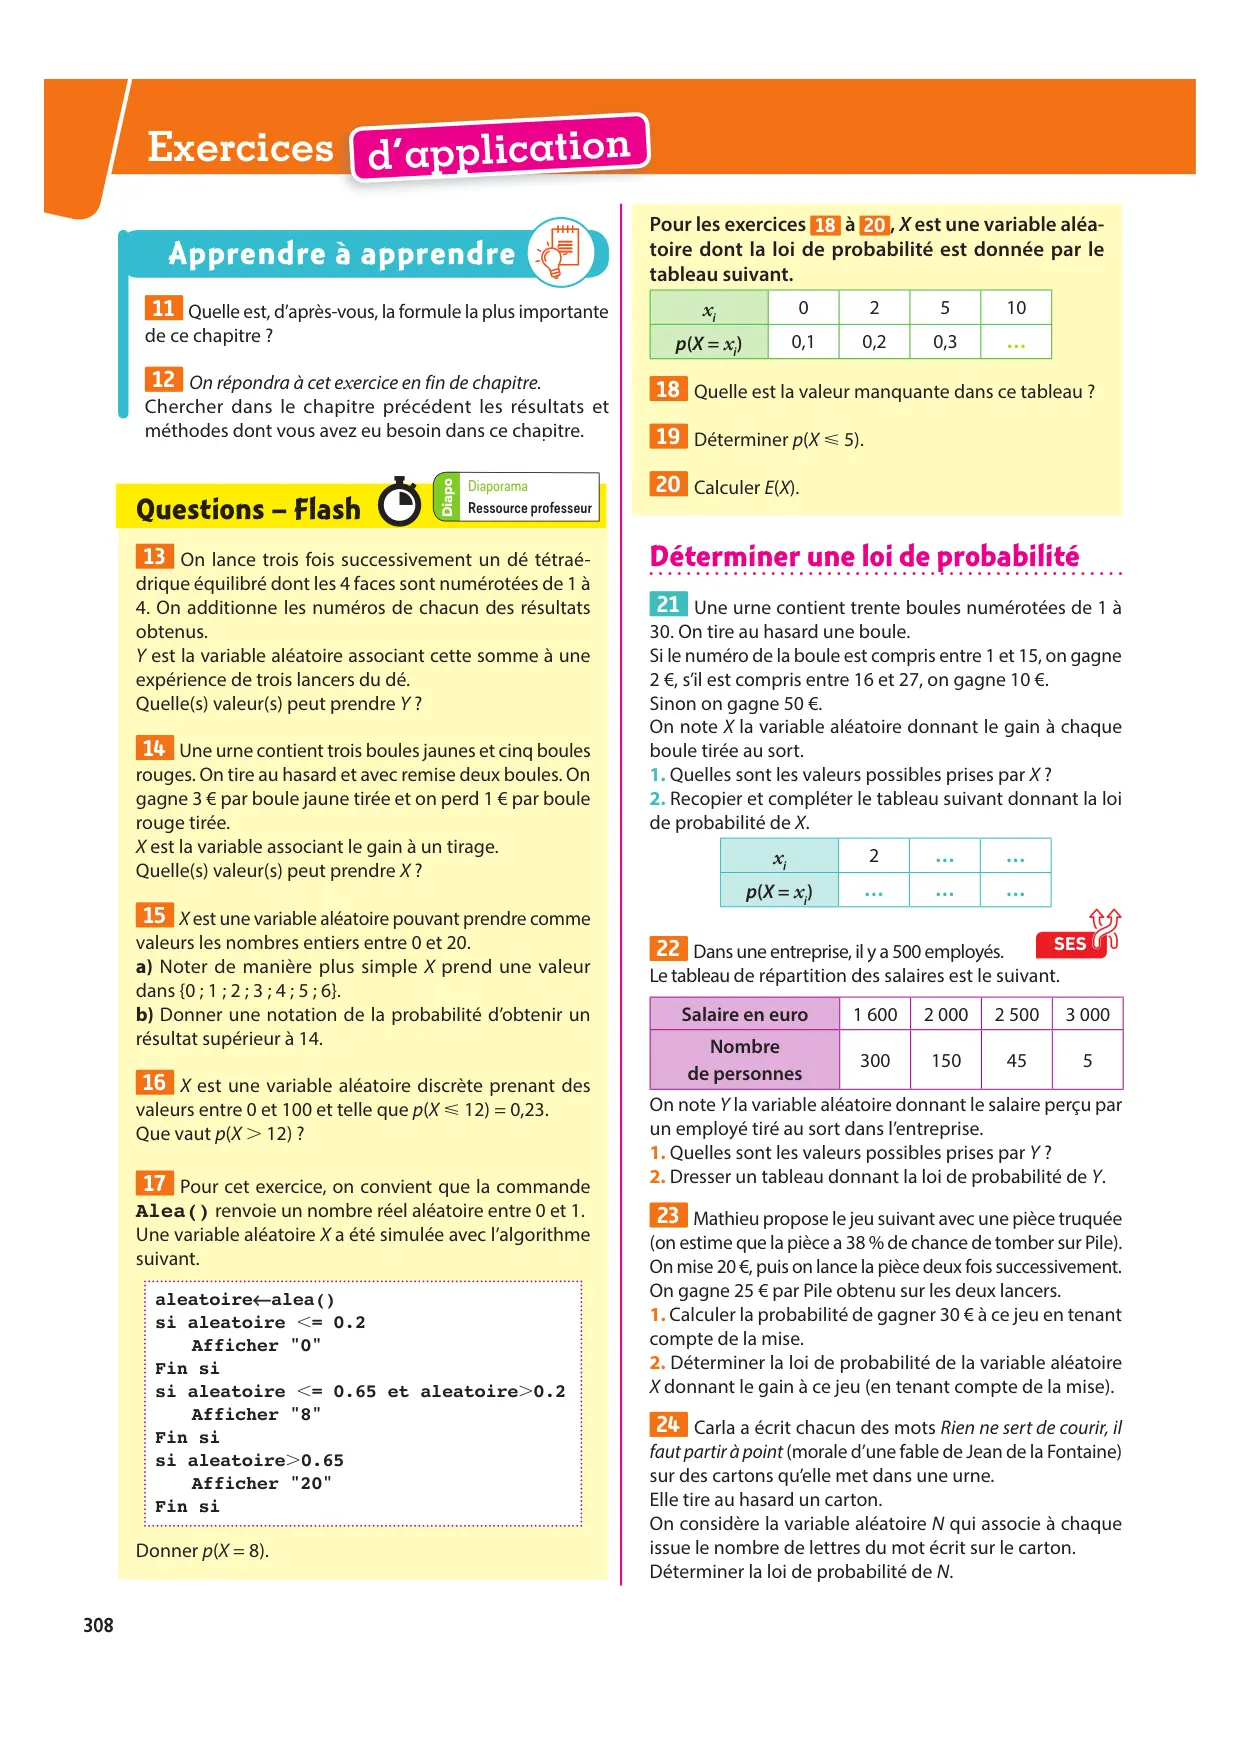 Exercices d'application
Apprendre à apprendre
11 Quelle est, d'après-vous, la formule la plus importante
de ce chapitre ?
12 On répondra à cet exercice en fin de chapitre.
Chercher dans le chapitre précédent les résultats et
méthodes dont vous avez eu besoin dans ce chapitre.
Questions – Flash
Diapo
Diaporama
Ressource professeur
13 On lance trois fois successivement un dé tétraé-
drique équilibré dont les 4 faces sont numérotées de 1 à
4. On additionne les numéros de chacun des résultats
obtenus.
Y est la variable aléatoire associant cette somme à une
expérience de trois lancers du dé.
Quelle(s) valeur(s) peut prendre Y ?
14 Une urne contient trois boules jaunes et cinq boules
rouges. On tire au hasard et avec remise deux boules. On
gagne 3 € par boule jaune tirée et on perd 1 € par boule
rouge tirée.
X est la variable associant le gain à un tirage.
Quelle(s) valeur(s) peut prendre X ?
15 X est une variable aléatoire pouvant prendre comme
valeurs les nombres entiers entre 0 et 20.
a) Noter de manière plus simple X prend une valeur
dans {0 ; 1 ; 2 ; 3 ; 4 ; 5 ; 6}.
b) Donner une notation de la probabilité d'obtenir un
résultat supérieur à 14.
16 X est une variable aléatoire discrète prenant des
valeurs entre 0 et 100 et telle que p(X ⩽ 12) = 0,23.
Que vaut p(X > 12) ?
17 Pour cet exercice, on convient que la commande
Alea() renvoie un nombre réel aléatoire entre 0 et 1.
Une variable aléatoire X a été simulée avec l'algorithme
suivant.
aleatoire←alea()
si aleatoire <= 0.2
Afficher "0"
Fin si
si aleatoire <= 0.65 et aleatoire>0.2
Afficher "8"
Fin si
si aleatoire>0.65
Afficher "20"
Fin si
Donner p(X = 8).
Pour les exercices 18 à 20, X est une variable aléa-
toire dont la loi de probabilité est donnée par le
tableau suivant.
xi 0 2 5 10
p(X = xi) 0,1 0,2 0,3 ...
18 Quelle est la valeur manquante dans ce tableau ?
19 Déterminer p(X ⩽ 5).
20 Calculer E(X).
Déterminer une loi de probabilité
21 Une urne contient trente boules numérotées de 1 à
30. On tire au hasard une boule.
Si le numéro de la boule est compris entre 1 et 15, on gagne
2 €, s'il est compris entre 16 et 27, on gagne 10 €.
Sinon on gagne 50 €.
On note X la variable aléatoire donnant le gain à chaque
boule tirée au sort.
1. Quelles sont les valeurs possibles prises par X ?
2. Recopier et compléter le tableau suivant donnant la loi
de probabilité de X.
xi 2 ... ...
p(X = xi) ... ... ...
22 Dans une entreprise, il y a 500 employés. SES
Le tableau de répartition des salaires est le suivant.
Salaire en euro 1 600 2 000 2 500 3 000
Nombre
de personnes 300 150 45 5
On note Y la variable aléatoire donnant le salaire perçu par
un employé tiré au sort dans l'entreprise.
1. Quelles sont les valeurs possibles prises par Y ?
2. Dresser un tableau donnant la loi de probabilité de Y.
23 Mathieu propose le jeu suivant avec une pièce truquée
(on estime que la pièce a 38 % de chance de tomber sur Pile).
On mise 20 €, puis on lance la pièce deux fois successivement.
On gagne 25 € par Pile obtenu sur les deux lancers.
1. Calculer la probabilité de gagner 30 € à ce jeu en tenant
compte de la mise.
2. Déterminer la loi de probabilité de la variable aléatoire
X donnant le gain à ce jeu (en tenant compte de la mise).
24 Carla a écrit chacun des mots Rien ne sert de courir, il
faut partir à point (morale d'une fable de Jean de la Fontaine)
sur des cartons qu'elle met dans une urne.
Elle tire au hasard un carton.
On considère la variable aléatoire N qui associe à chaque
issue le nombre de lettres du mot écrit sur le carton.
Déterminer la loi de probabilité de N.
308